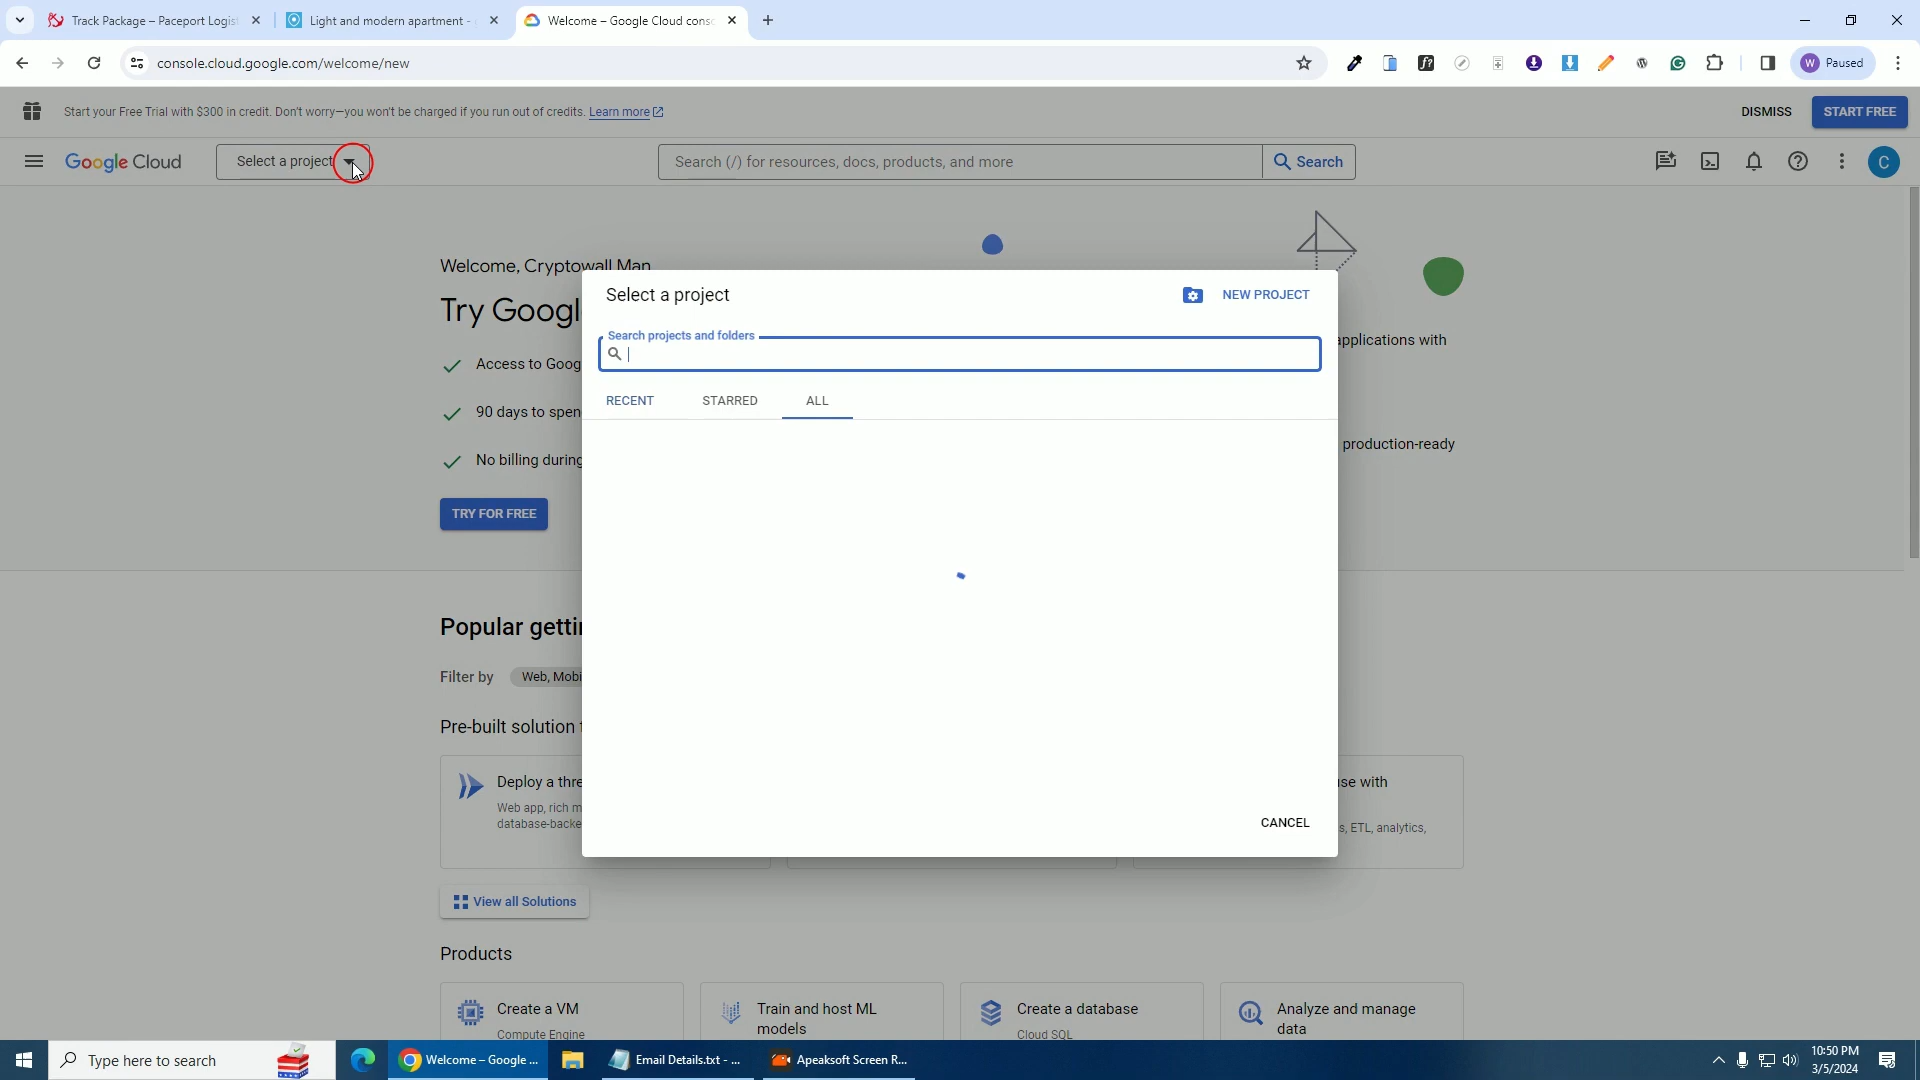 Track Package – Paceport Logist
Light and modern apartment -
Welcome – Google Cloud conso
console.cloud.google.com/welcome/new
W Paused
Start your Free Trial with $300 in credit. Don't worry—you won't be charged if you run out of credits. Learn more
DISMISS
START FREE
Google Cloud
Select a project
Search (/) for resources, docs, products, and more
Search
C
Welcome, Cryptowall Man
Try Googl
Access to Goog
90 days to spen
No billing during
TRY FOR FREE
applications with
production-ready
Select a project
NEW PROJECT
Search projects and folders
RECENT
STARRED
ALL
CANCEL
Popular getti
Filter by
Web, Mobi
Pre-built solution t
Deploy a thre
Web app, rich m
database-backe
use with
s, ETL, analytics,
View all Solutions
Products
Create a VM
Compute Engine
Train and host ML
models
Create a database
Cloud SQL
Analyze and manage
data
Type here to search
Welcome – Google ...
Email Details.txt - ...
Apeaksoft Screen R...
10:50 PM
3/5/2024